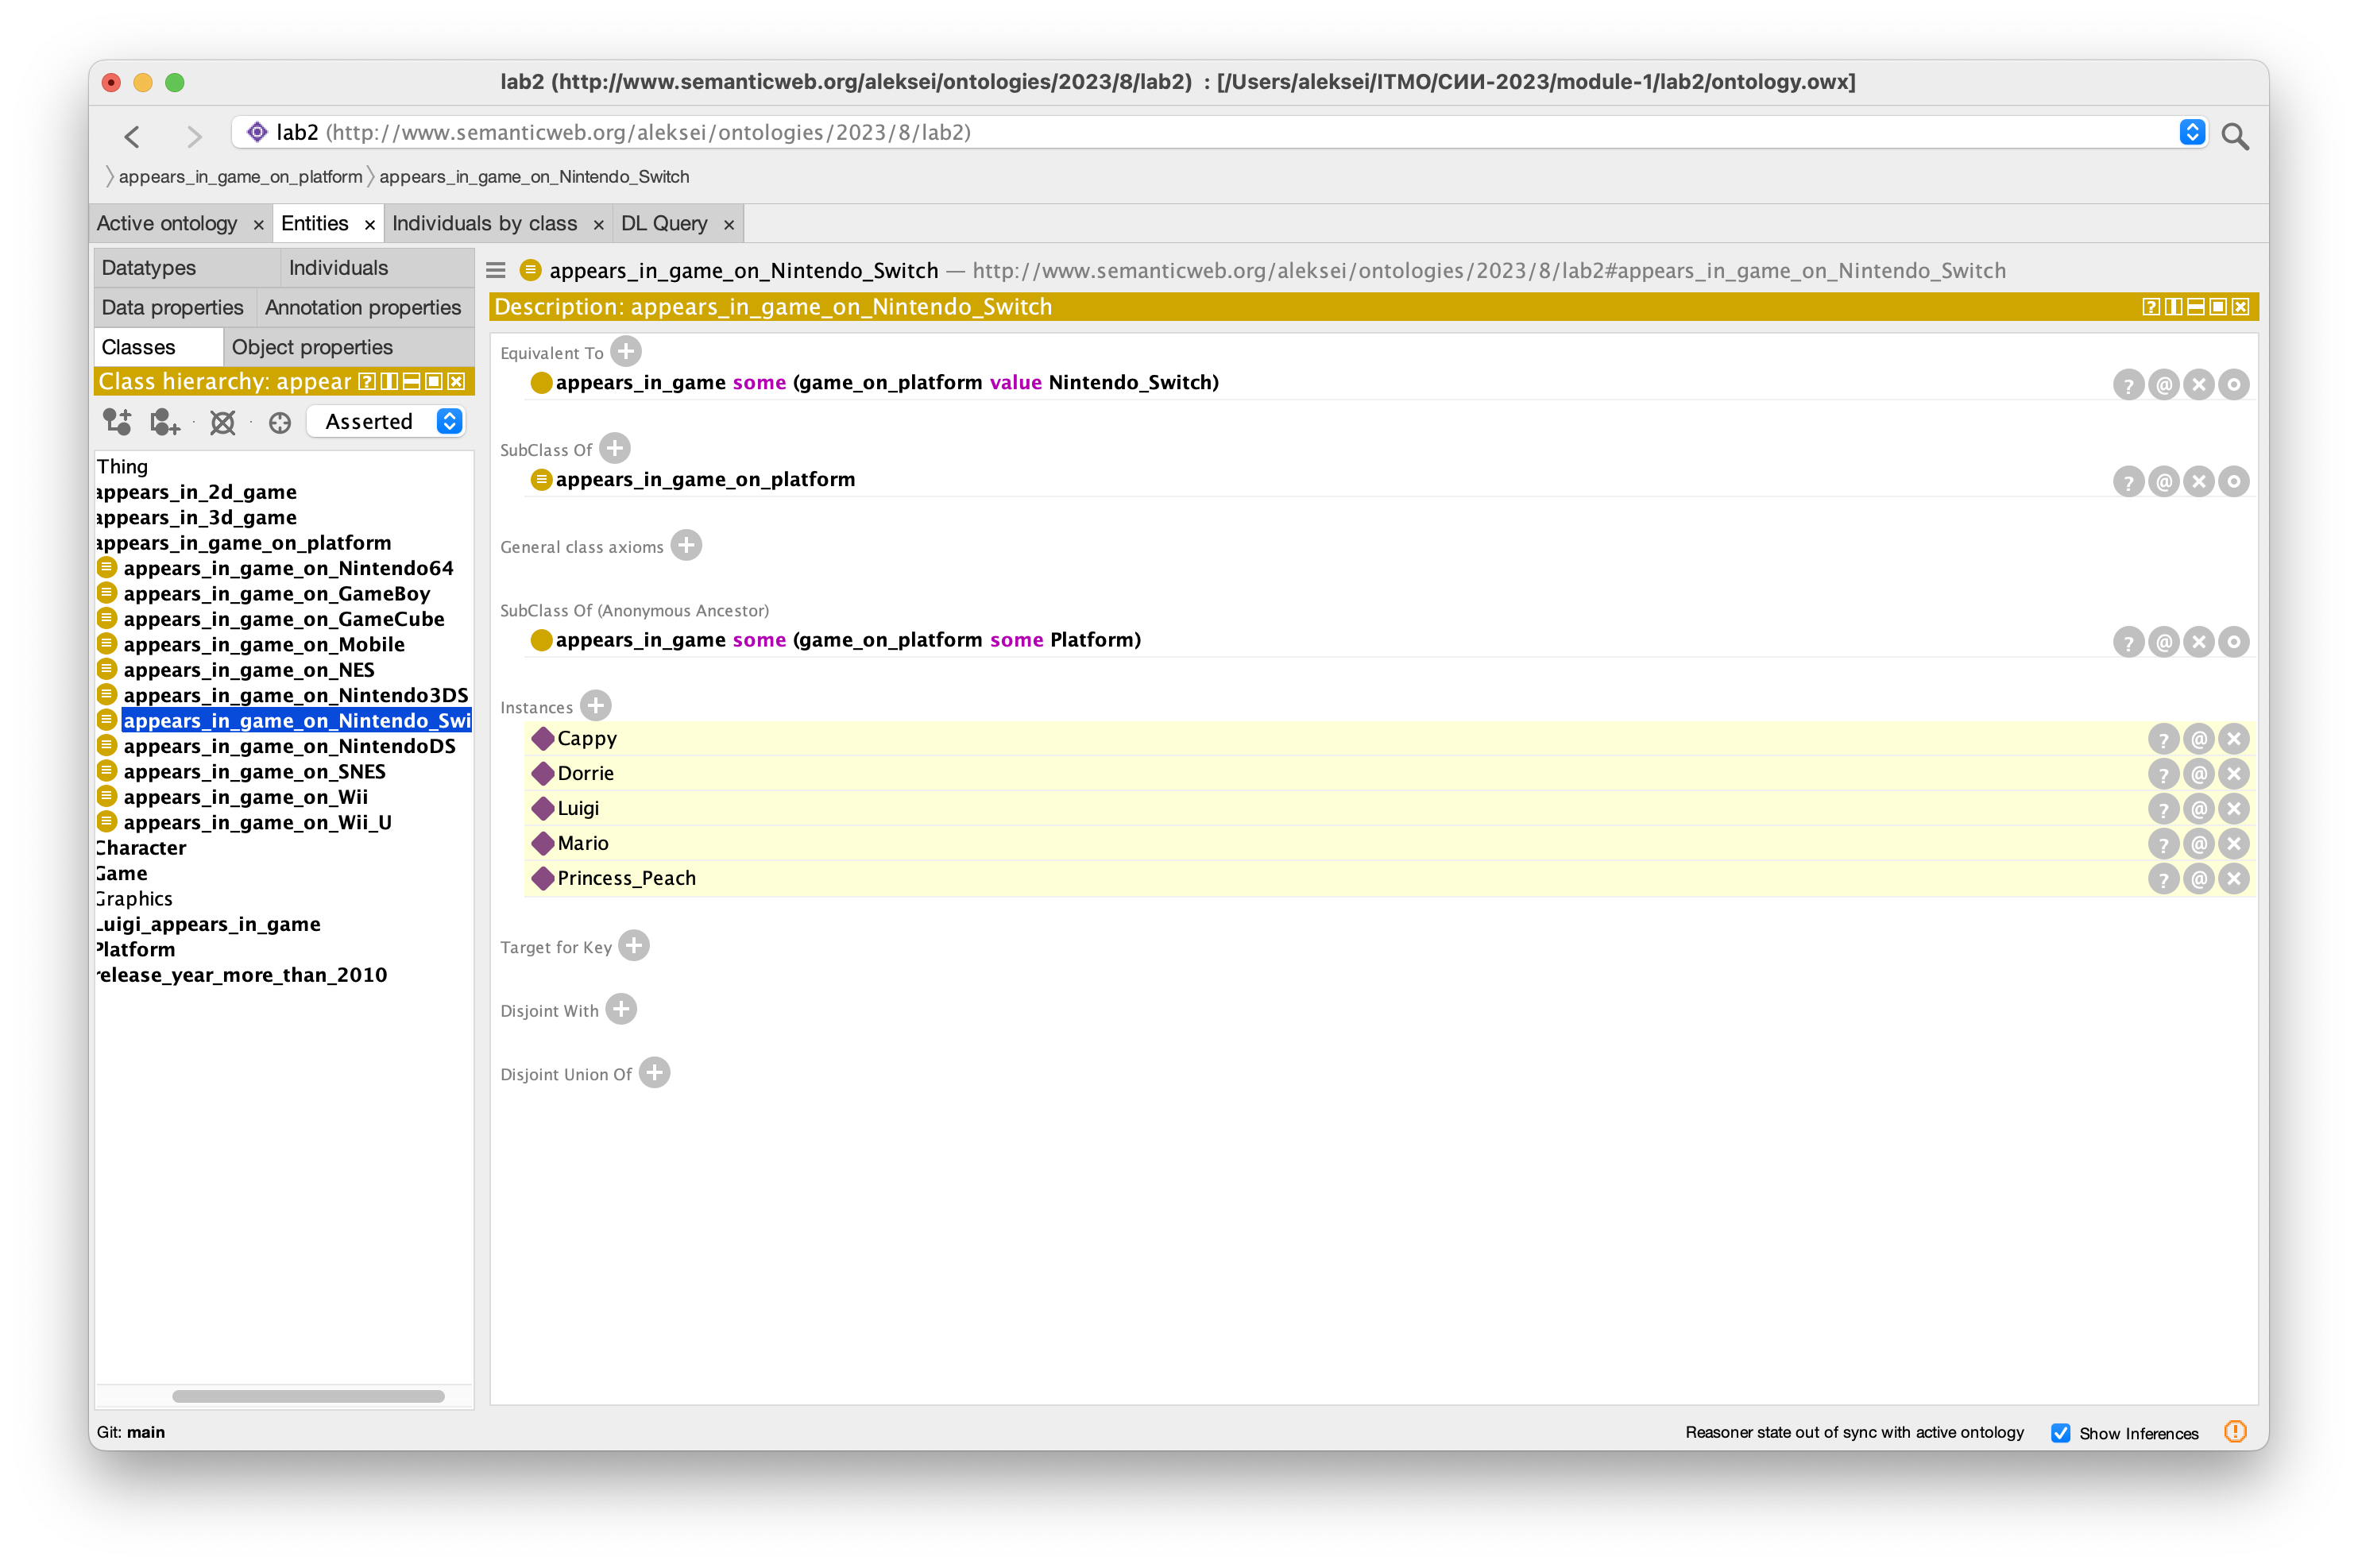 lab2 (http://www.semanticweb.org/aleksei/ontologies/2023/8/lab2) : [/Users/aleksei/ITMO/СИИ-2023/module-1/lab2/ontology.owx]
lab2 (http://www.semanticweb.org/aleksei/ontologies/2023/8/lab2)
appears_in_game_on_platform appears_in_game_on_Nintendo_Switch
Active ontology × Entities × Individuals by class × DL Query ×
Datatypes Individuals
Data properties Annotation properties
Classes Object properties
Class hierarchy: appear
Asserted
Thing
appears_in_2d_game
appears_in_3d_game
appears_in_game_on_platform
appears_in_game_on_Nintendo64
appears_in_game_on_GameBoy
appears_in_game_on_GameCube
appears_in_game_on_Mobile
appears_in_game_on_NES
appears_in_game_on_Nintendo3DS
appears_in_game_on_Nintendo_Swi
appears_in_game_on_NintendoDS
appears_in_game_on_SNES
appears_in_game_on_Wii
appears_in_game_on_Wii_U
Character
Game
Graphics
Luigi_appears_in_game
Platform
release_year_more_than_2010
appears_in_game_on_Nintendo_Switch — http://www.semanticweb.org/aleksei/ontologies/2023/8/lab2#appears_in_game_on_Nintendo_Switch
Description: appears_in_game_on_Nintendo_Switch
Equivalent To
appears_in_game some (game_on_platform value Nintendo_Switch)
SubClass Of
appears_in_game_on_platform
General class axioms
SubClass Of (Anonymous Ancestor)
appears_in_game some (game_on_platform some Platform)
Instances
Cappy
Dorrie
Luigi
Mario
Princess_Peach
Target for Key
Disjoint With
Disjoint Union Of
Git: main
Reasoner state out of sync with active ontology Show Inferences